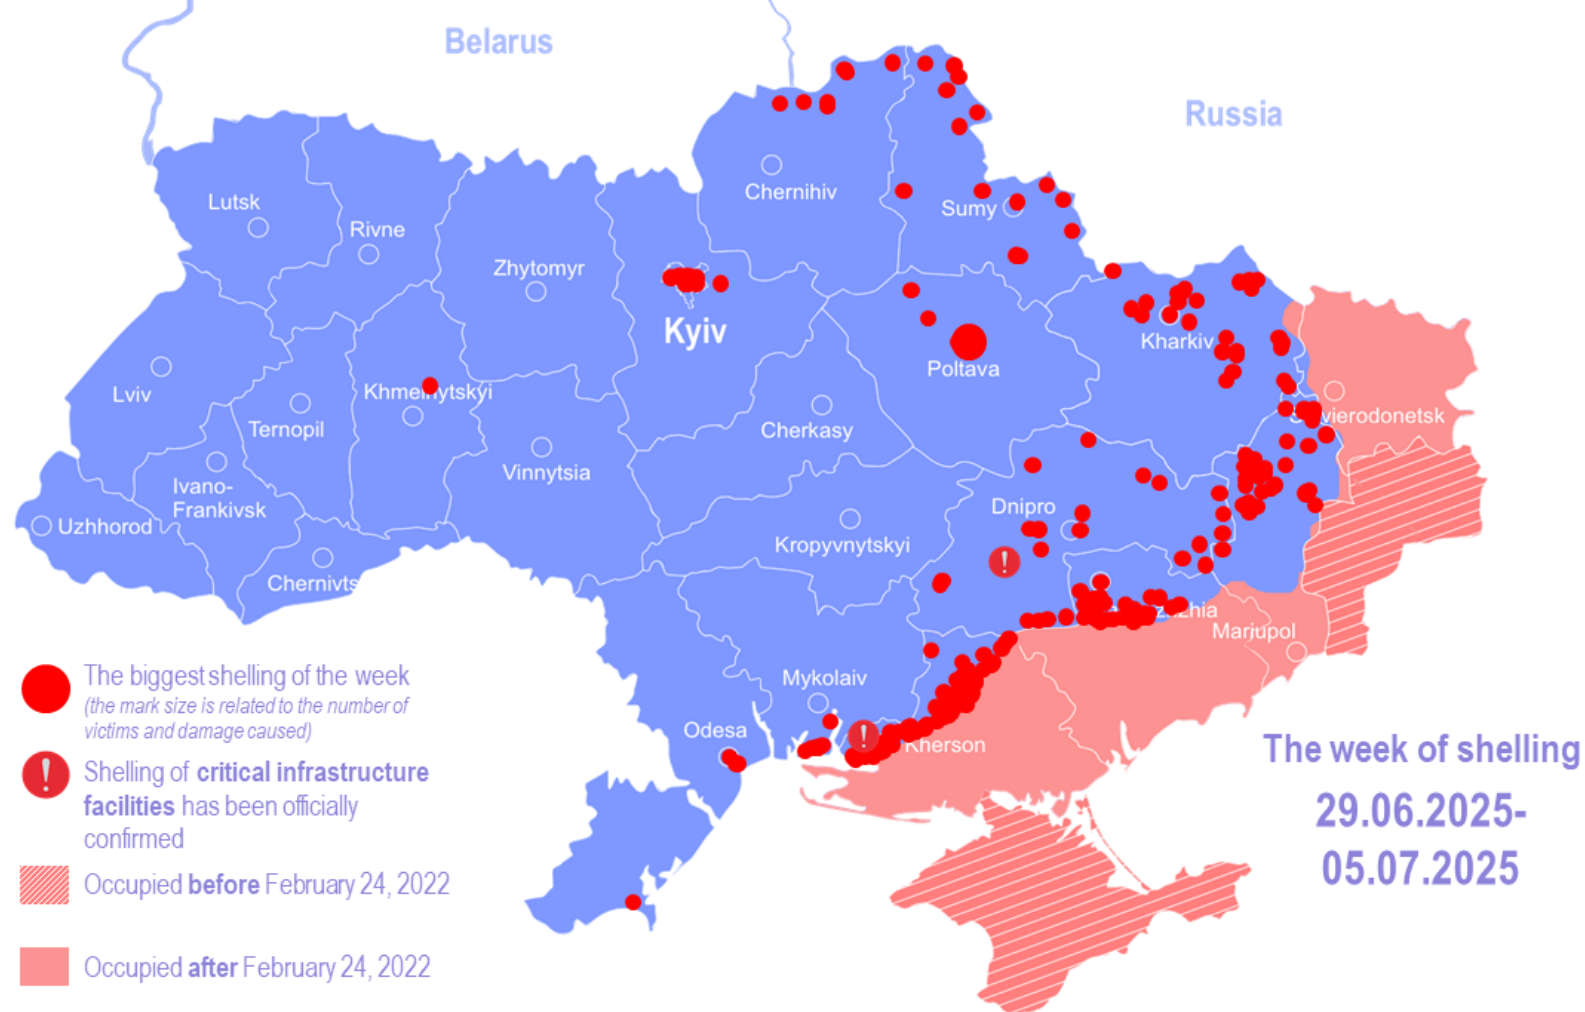 Belarus
Russia
Lutsk
Rivne
Zhytomyr
Chernihiv
Sumy
Kyiv
Lviv
Ternopil
Khmelnytskyi
Vinnytsia
Cherkasy
Poltava
Kharkiv
Ivano-
Frankivsk
Uzhhorod
Chernivts
Kropyvnytskyi
Dnipro
Mariupol
Mykolaiv
Odesa
Kherson
The biggest shelling of the week
(the mark size is related to the number of
victims and damage caused)
!
Shelling of critical infrastructure
facilities has been officially
confirmed
Occupied before February 24, 2022
Occupied after February 24, 2022
!
!
The week of shelling
29.06.2025-
05.07.2025